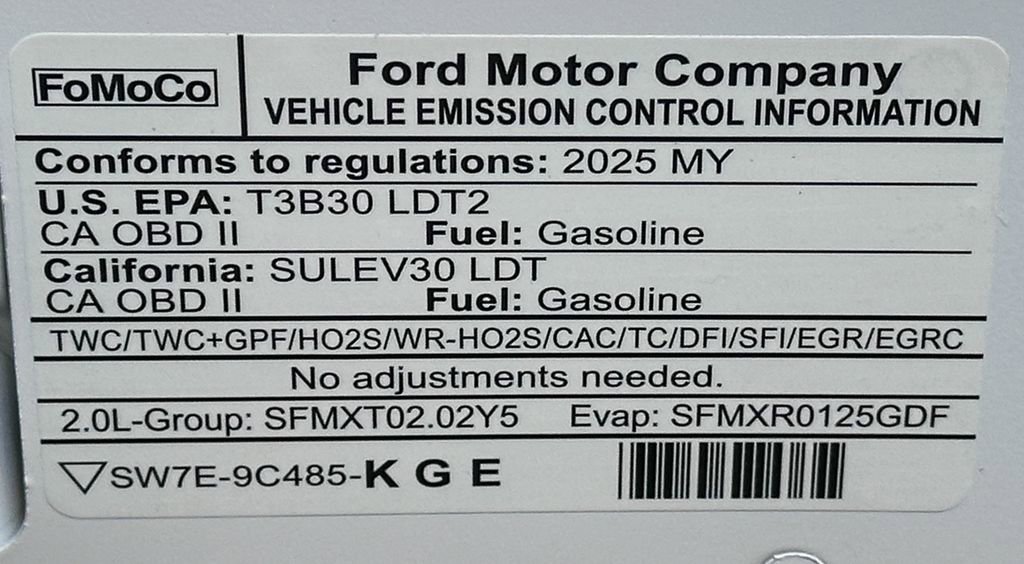 FoMoCo
Ford Motor Company
VEHICLE EMISSION CONTROL INFORMATION
Conforms to regulations: 2025 MY
U.S. EPA: T3B30 LDT2
CA OBD II Fuel: Gasoline
California: SULEV30 LDT
CA OBD II Fuel: Gasoline
TWC/TWC+GPF/HO2S/WR-HO2S/CAC/TC/DFI/SFI/EGR/EGRC
No adjustments needed.
2.0L-Group: SFMXT02.02Y5 Evap: SFMXR0125GDF
SW7E-9C485-K G E